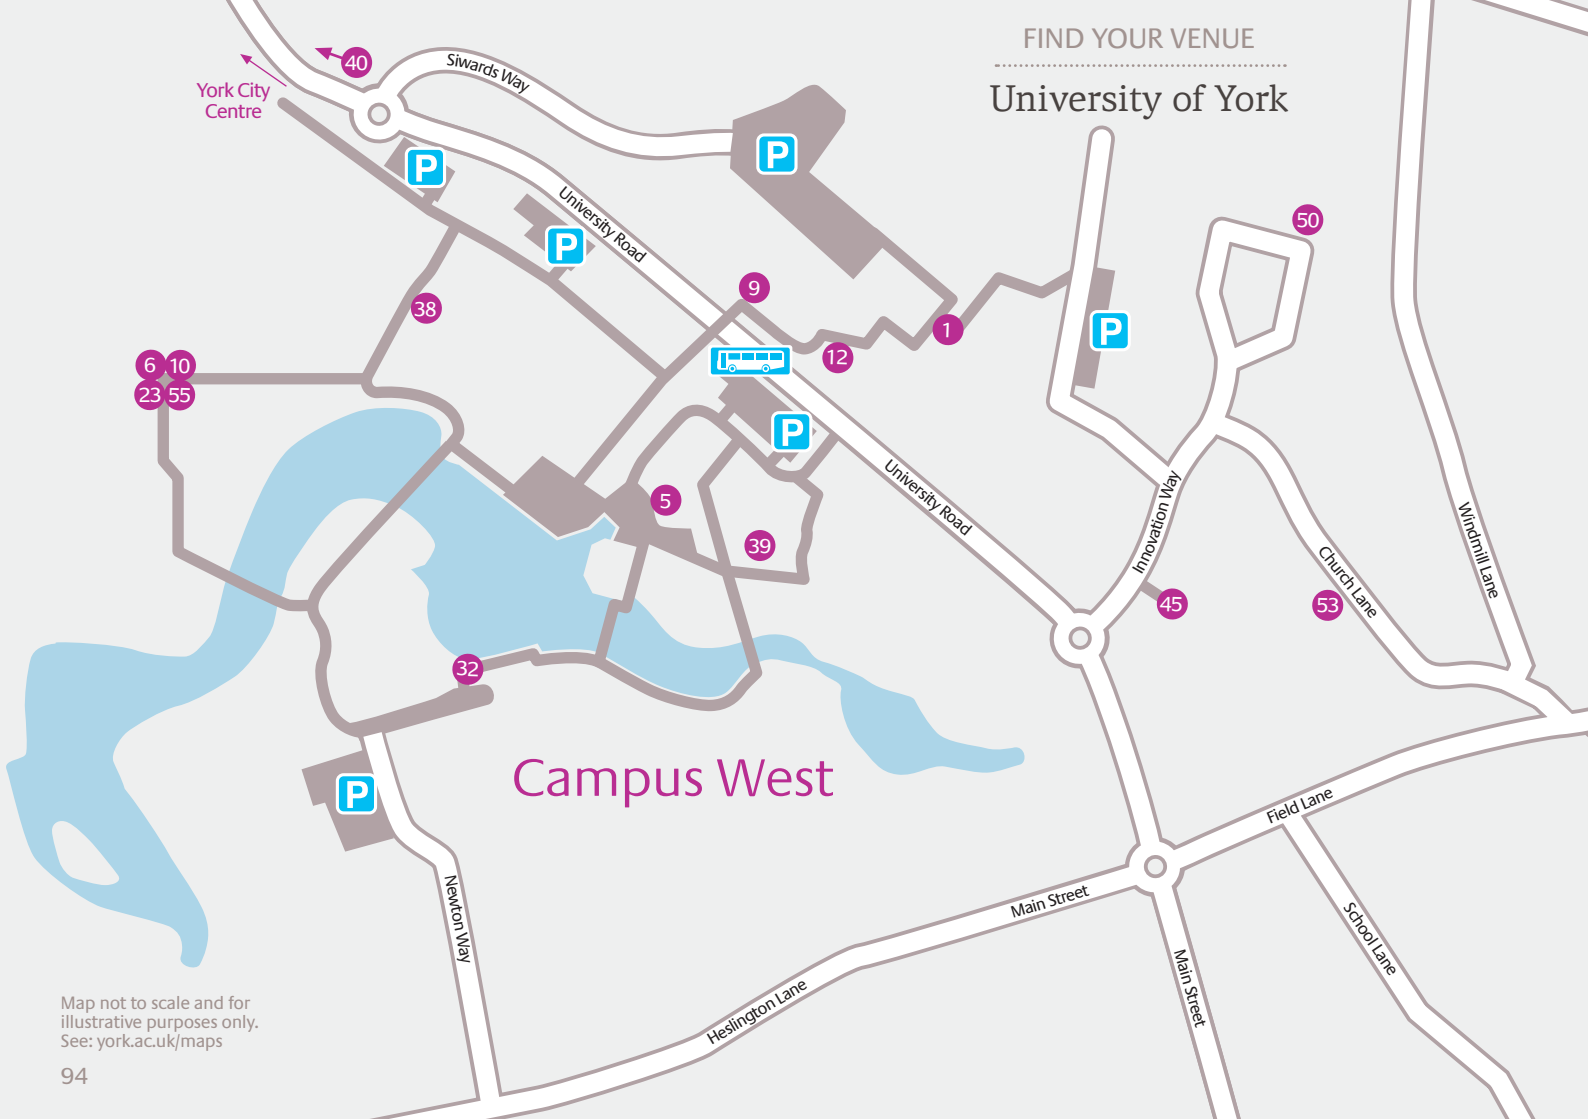 FIND YOUR VENUE
University of York
40
York City
Centre
Siwards Way
P
P
P
University Road
50
9
38
1
12
P
6 10
23 55
P
University Road
5
39
Innovation Way
Windmill Lane
Church Lane
45
53
32
Campus West
P
Field Lane
Newton Way
Main Street
School Lane
Main Street
Heslington Lane
Map not to scale and for
illustrative purposes only.
See: york.ac.uk/maps
94